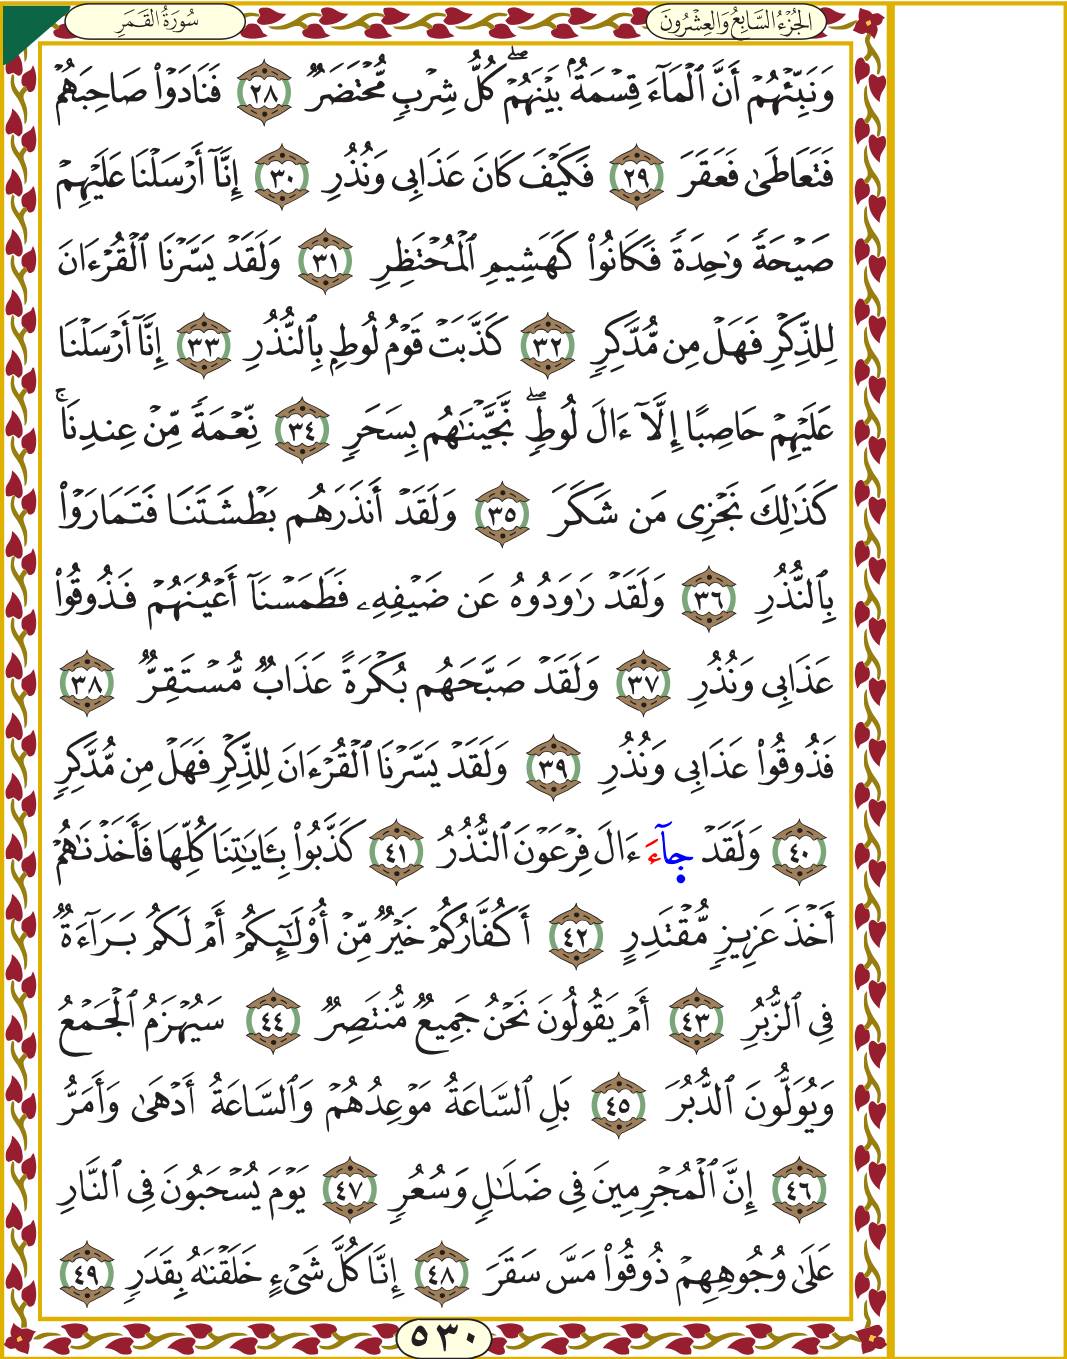 الجُزْءُ السَّابِعُ وَالعِشْرُونَ سُورَةُ القَمَرِ
وَنَبِّئْهُمْ أَنَّ ٱلْمَآءَ قِسْمَةٌۢ بَيْنَهُمْۖ كُلُّ شِرْبٍ مُّحْتَضَرٌ ٢٨ فَنَادَوْا۟ صَاحِبَهُمْ
فَتَعَاطَىٰ فَعَقَرَ ٢٩ فَكَيْفَ كَانَ عَذَابِى وَنُذُرِ ٣٠ إِنَّآ أَرْسَلْنَا عَلَيْهِمْ
صَيْحَةً وَٰحِدَةً فَكَانُوا۟ كَهَشِيمِ ٱلْمُحْتَظِرِ ٣١ وَلَقَدْ يَسَّرْنَا ٱلْقُرْءَانَ
لِلذِّكْرِ فَهَلْ مِن مُّدَّكِرٍ ٣٢ كَذَّبَتْ قَوْمُ لُوطٍۭ بِٱلنُّذُرِ ٣٣ إِنَّآ أَرْسَلْنَا
عَلَيْهِمْ حَاصِبًا إِلَّآ ءَالَ لُوطٍۖ نَّجَّيْنَٰهُم بِسَحَرٍ ٣٤ نِّعْمَةً مِّنْ عِندِنَاۚ
كَذَٰلِكَ نَجْزِى مَن شَكَرَ ٣٥ وَلَقَدْ أَنذَرَهُم بَطْشَتَنَا فَتَمَارَوْا۟
بِٱلنُّذُرِ ٣٦ وَلَقَدْ رَٰوَدُوهُ عَن ضَيْفِهِۦ فَطَمَسْنَآ أَعْيُنَهُمْ فَذُوقُوا۟
عَذَابِى وَنُذُرِ ٣٧ وَلَقَدْ صَبَّحَهُم بُكْرَةً عَذَابٌ مُّسْتَقِرٌّ ٣٨
فَذُوقُوا۟ عَذَابِى وَنُذُرِ ٣٩ وَلَقَدْ يَسَّرْنَا ٱلْقُرْءَانَ لِلذِّكْرِ فَهَلْ مِن مُّدَّكِرٍ
٤٠ وَلَقَدْ جَآءَ ءَالَ فِرْعَوْنَ ٱلنُّذُرُ ٤١ كَذَّبُوا۟ بِـَٔايَٰتِنَا كُلِّهَا فَأَخَذْنَٰهُمْ
أَخْذَ عَزِيزٍ مُّقْتَدِرٍ ٤٢ أَكُفَّارُكُمْ خَيْرٌ مِّنْ أُو۟لَٰٓئِكُمْ أَمْ لَكُم بَرَآءَةٌ
فِى ٱلزُّبُرِ ٤٣ أَمْ يَقُولُونَ نَحْنُ جَمِيعٌ مُّنتَصِرٌ ٤٤ سَيُهْزَمُ ٱلْجَمْعُ
وَيُوَلُّونَ ٱلدُّبُرَ ٤٥ بَلِ ٱلسَّاعَةُ مَوْعِدُهُمْ وَٱلسَّاعَةُ أَدْهَىٰ وَأَمَرُّ
٤٦ إِنَّ ٱلْمُجْرِمِينَ فِى ضَلَٰلٍ وَسُعُرٍ ٤٧ يَوْمَ يُسْحَبُونَ فِى ٱلنَّارِ
عَلَىٰ وُجُوهِهِمْ ذُوقُوا۟ مَسَّ سَقَرَ ٤٨ إِنَّا كُلَّ شَىْءٍ خَلَقْنَٰهُ بِقَدَرٍ ٤٩
٥٣٠